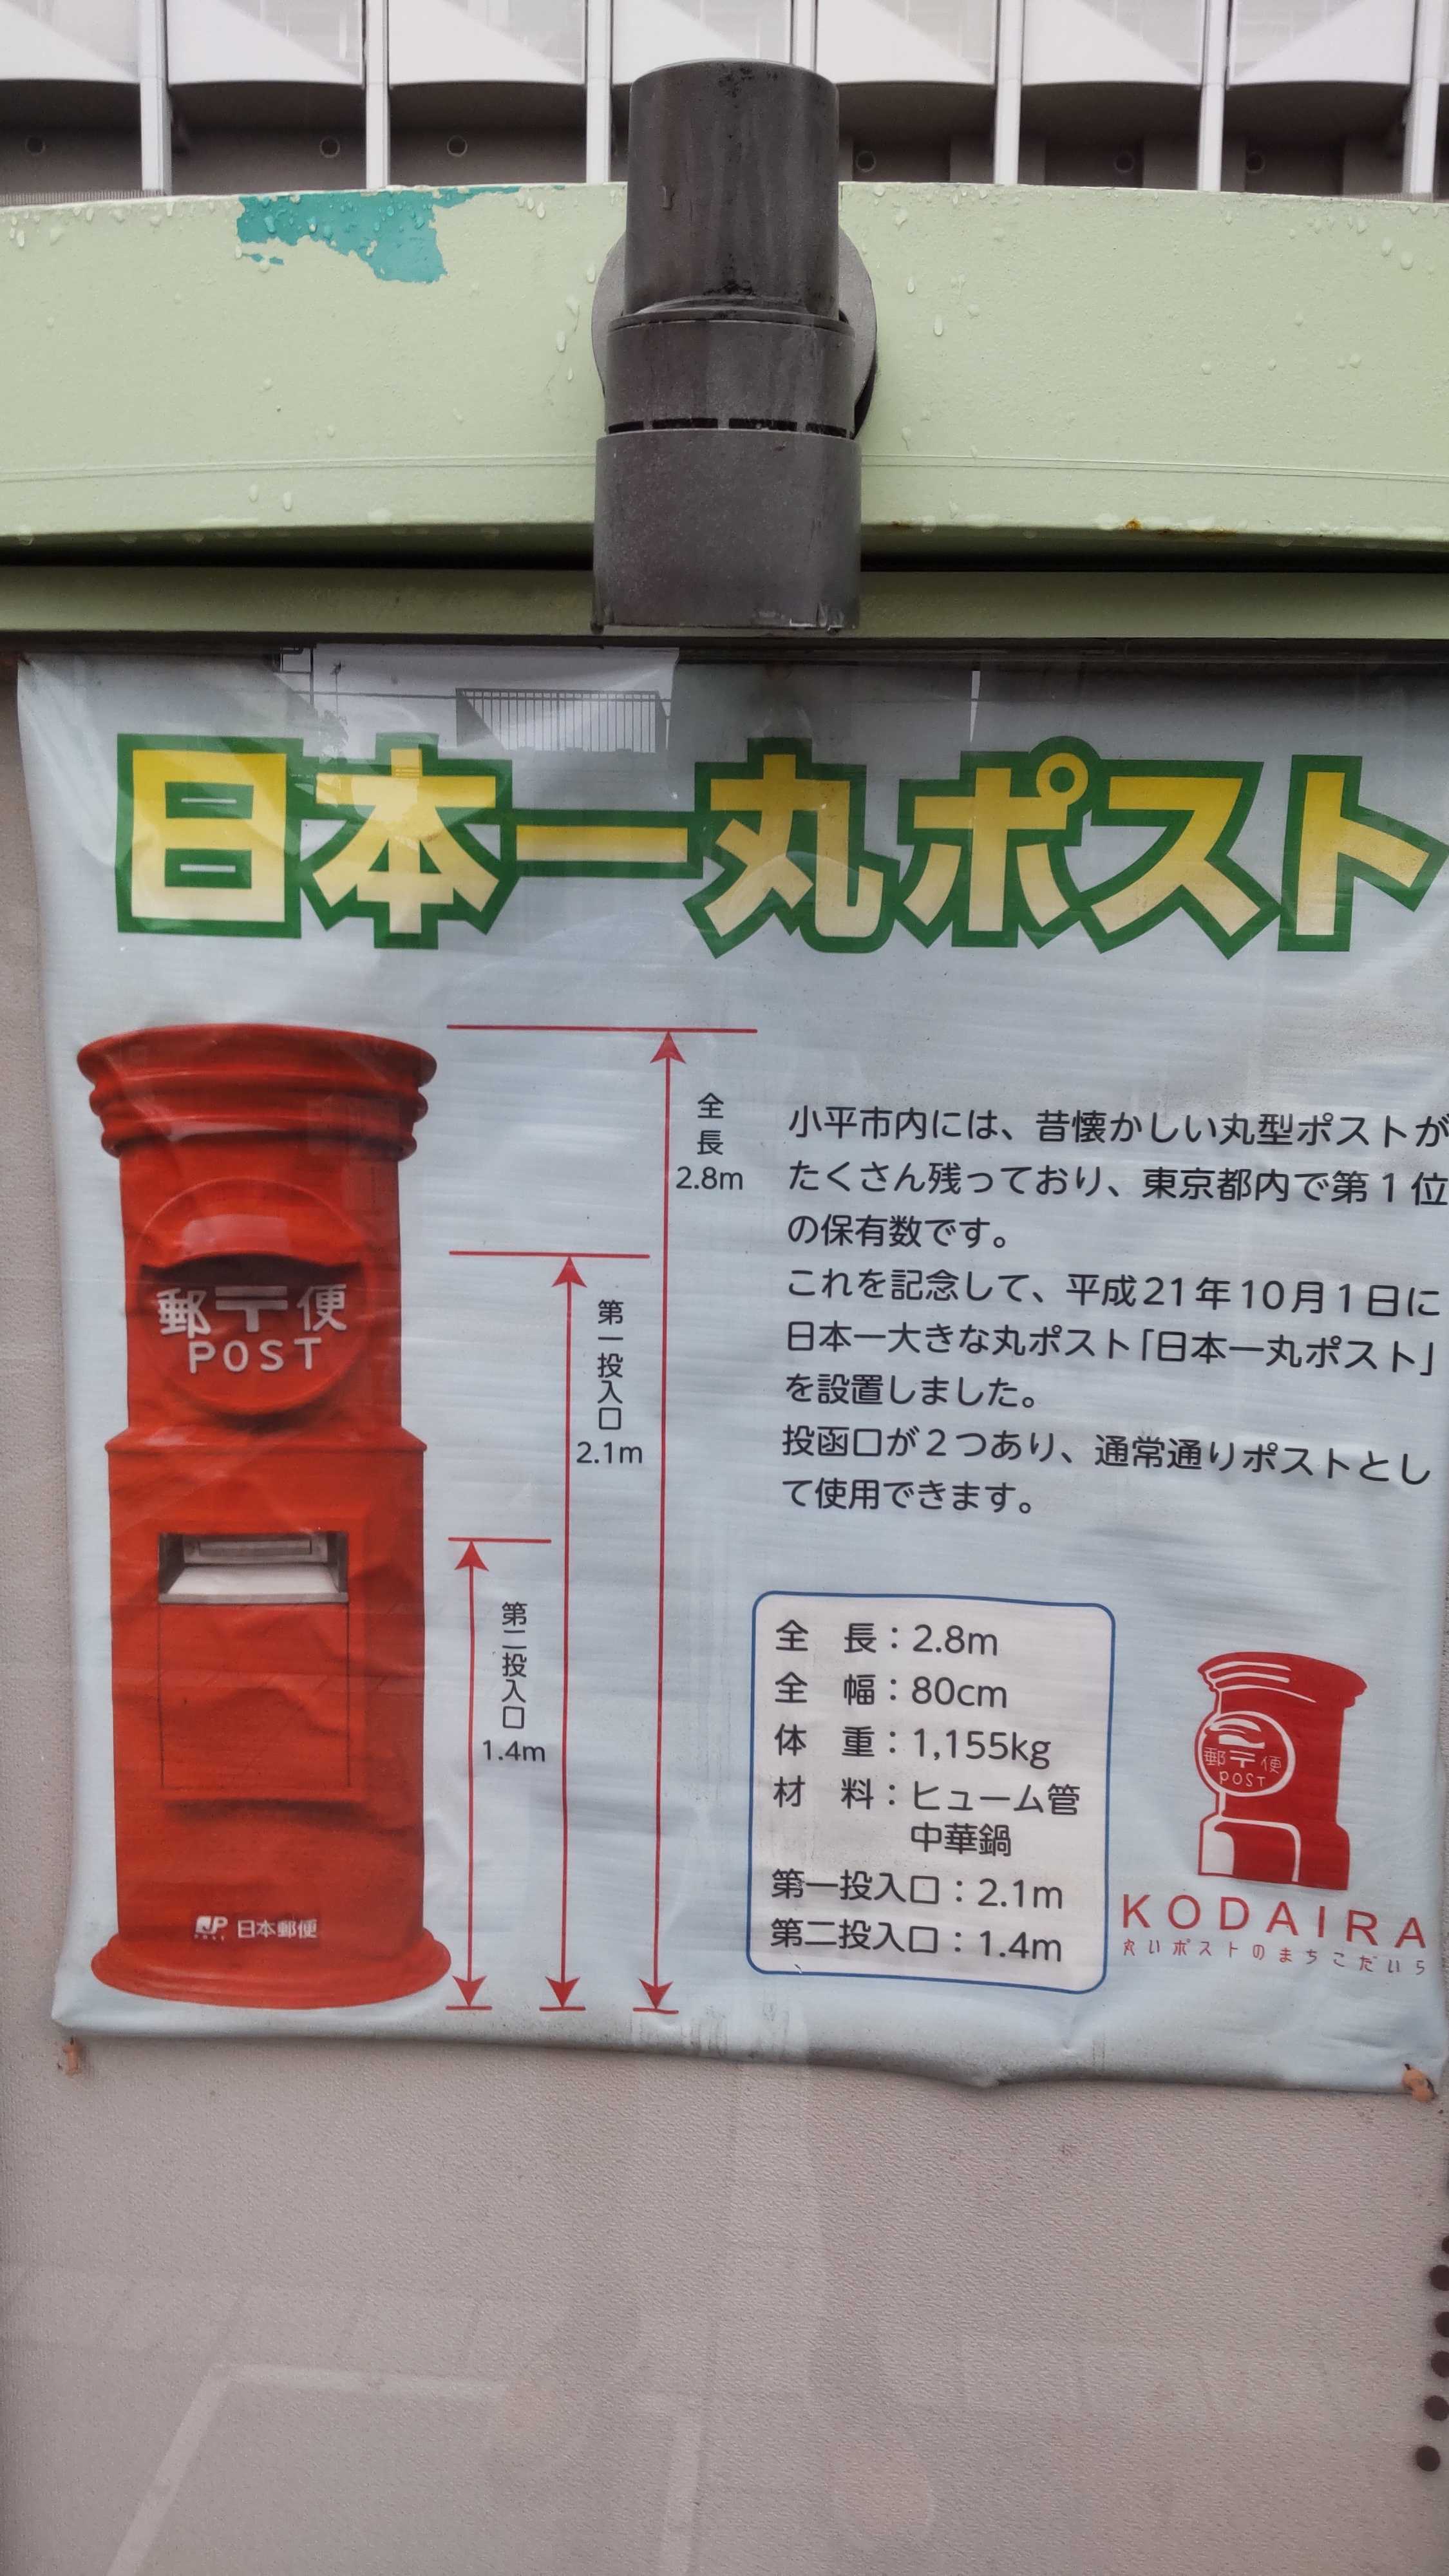 日本一丸ポスト
全長
2.8m
第一投入口
2.1m
第二投入口
1.4m
郵〒便
POST
JP 日本郵便
小平市内には、昔懐かしい丸型ポストが
たくさん残っており、東京都内で第１位
の保有数です。
これを記念して、平成21年10月1日に
日本一大きな丸ポスト「日本一丸ポスト」
を設置しました。
投函口が２つあり、通常通りポストとし
て使用できます。
全 長：2.8m
全 幅：80cm
体 重：1,155kg
材 料：ヒューム管
中華鍋
第一投入口：2.1m
第二投入口：1.4m
郵〒便
POST
KODAIRA
丸いポストのまちこだいら